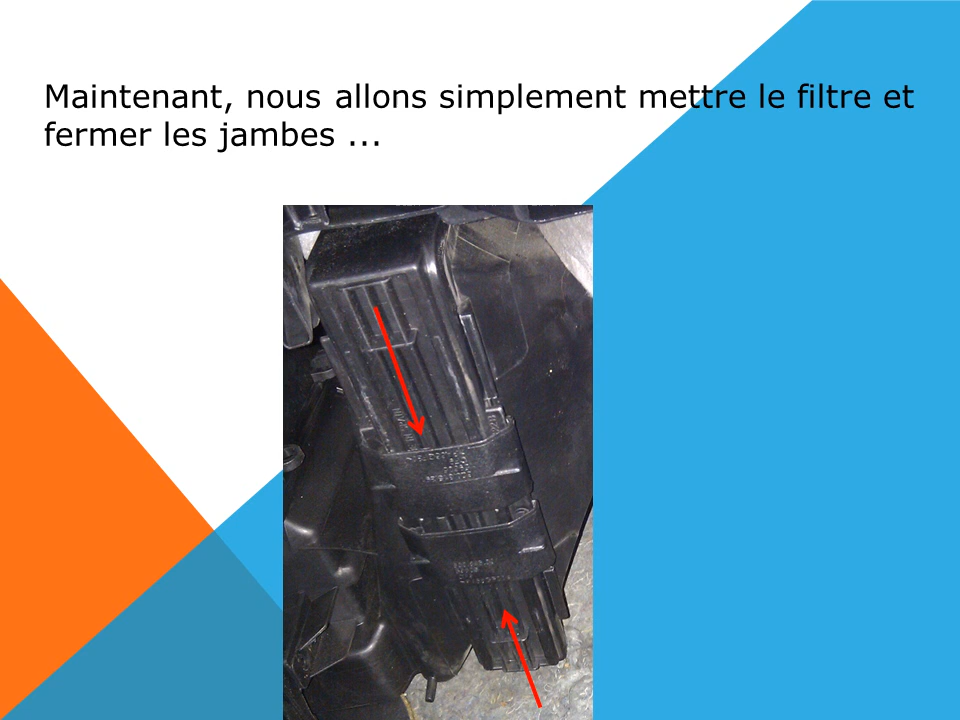 Maintenant, nous allons simplement mettre le filtre et
fermer les jambes ...